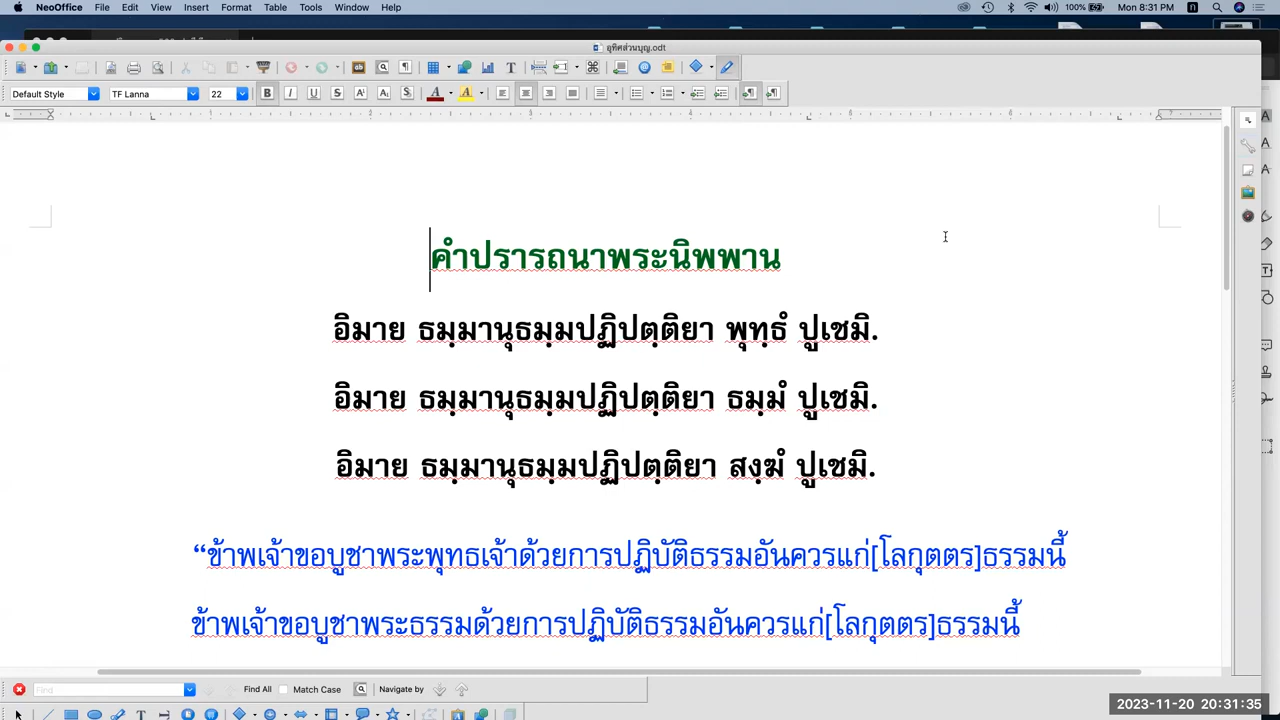 NeoOffice File Edit View Insert Format Table Tools Window Help 100% Mon 8:31 PM
อุทิศส่วนบุญ.odt
Default Style TF Lanna 22
คำปรารถนาพระนิพพาน
อิมาย ธมฺมานุธมฺมปฏิปตฺติยา พุทฺธํ ปูเชมิ.
อิมาย ธมฺมานุธมฺมปฏิปตฺติยา ธมฺมํ ปูเชมิ.
อิมาย ธมฺมานุธมฺมปฏิปตฺติยา สงฺฆํ ปูเชมิ.
“ข้าพเจ้าขอบูชาพระพุทธเจ้าด้วยการปฏิบัติธรรมอันควรแก่[โลกุตตร]ธรรมนี้
ข้าพเจ้าขอบูชาพระธรรมด้วยการปฏิบัติธรรมอันควรแก่[โลกุตตร]ธรรมนี้
Find Find All Match Case Navigate by
2023-11-20 20:31:35